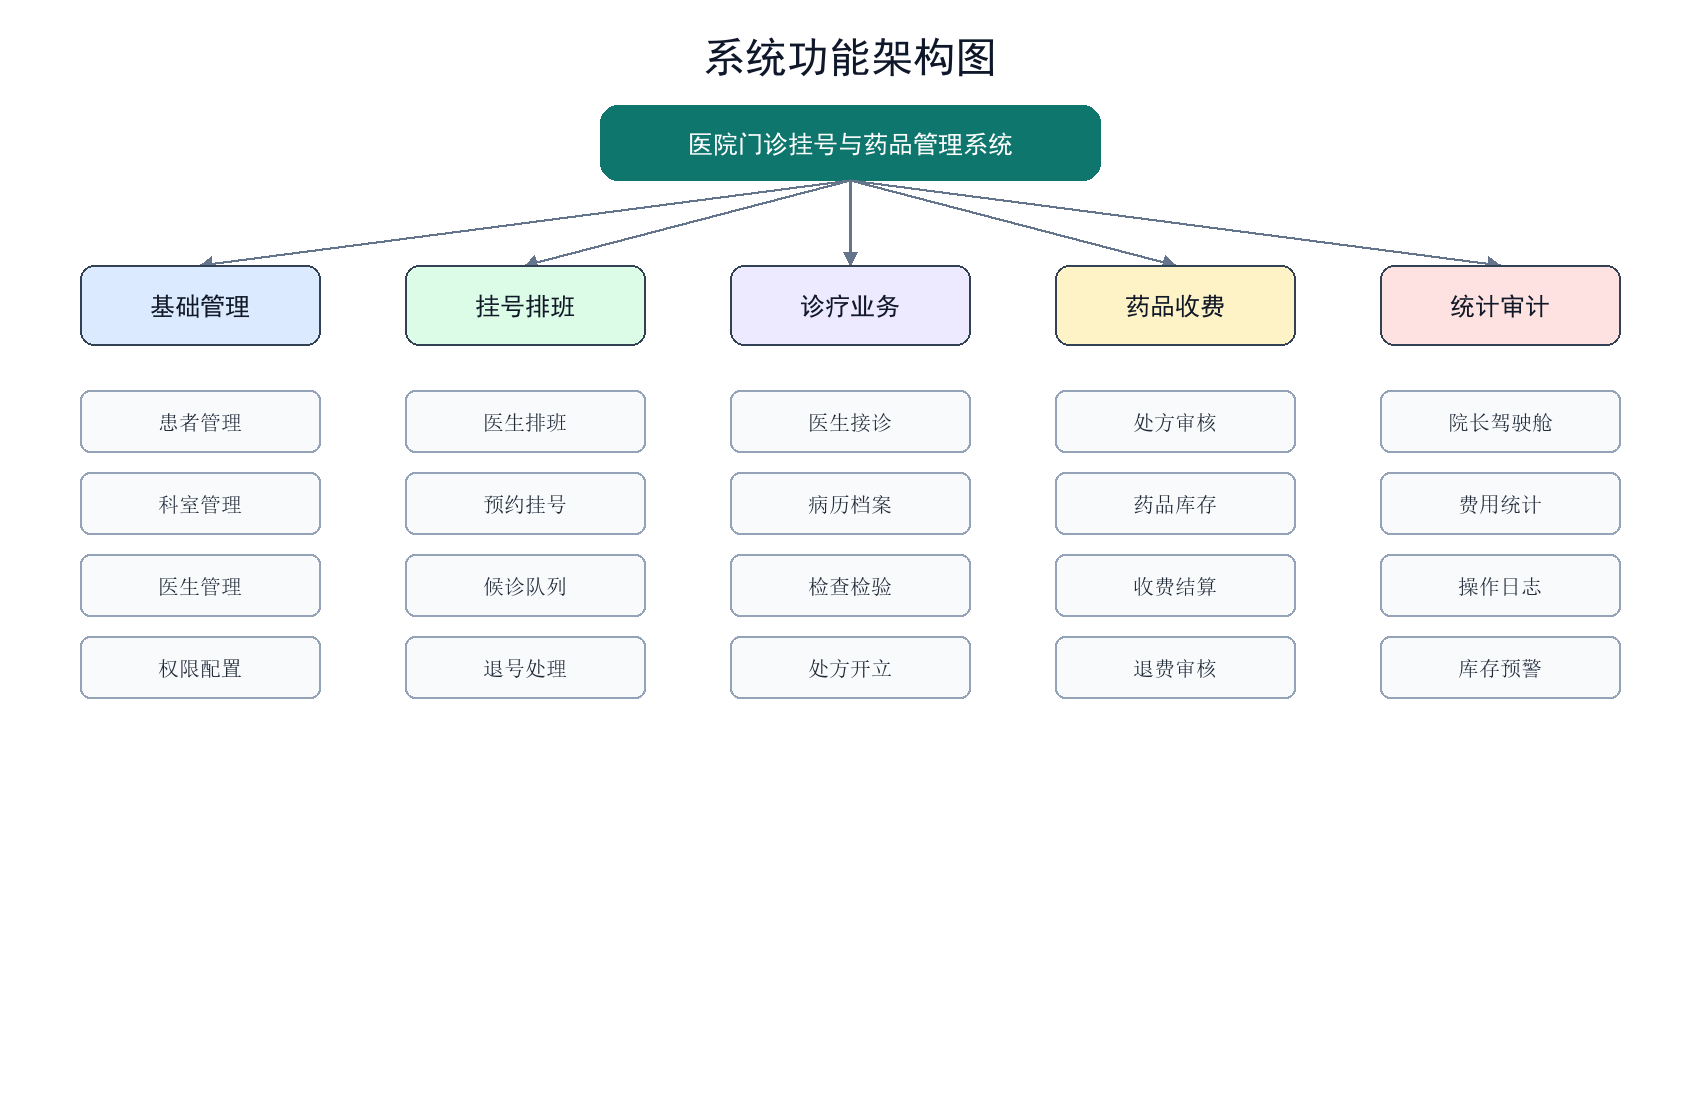 系统功能架构图
医院门诊挂号与药品管理系统
基础管理
挂号排班
诊疗业务
药品收费
统计审计
患者管理
医生排班
医生接诊
处方审核
院长驾驶舱
科室管理
预约挂号
病历档案
药品库存
费用统计
医生管理
候诊队列
检查检验
收费结算
操作日志
权限配置
退号处理
处方开立
退费审核
库存预警